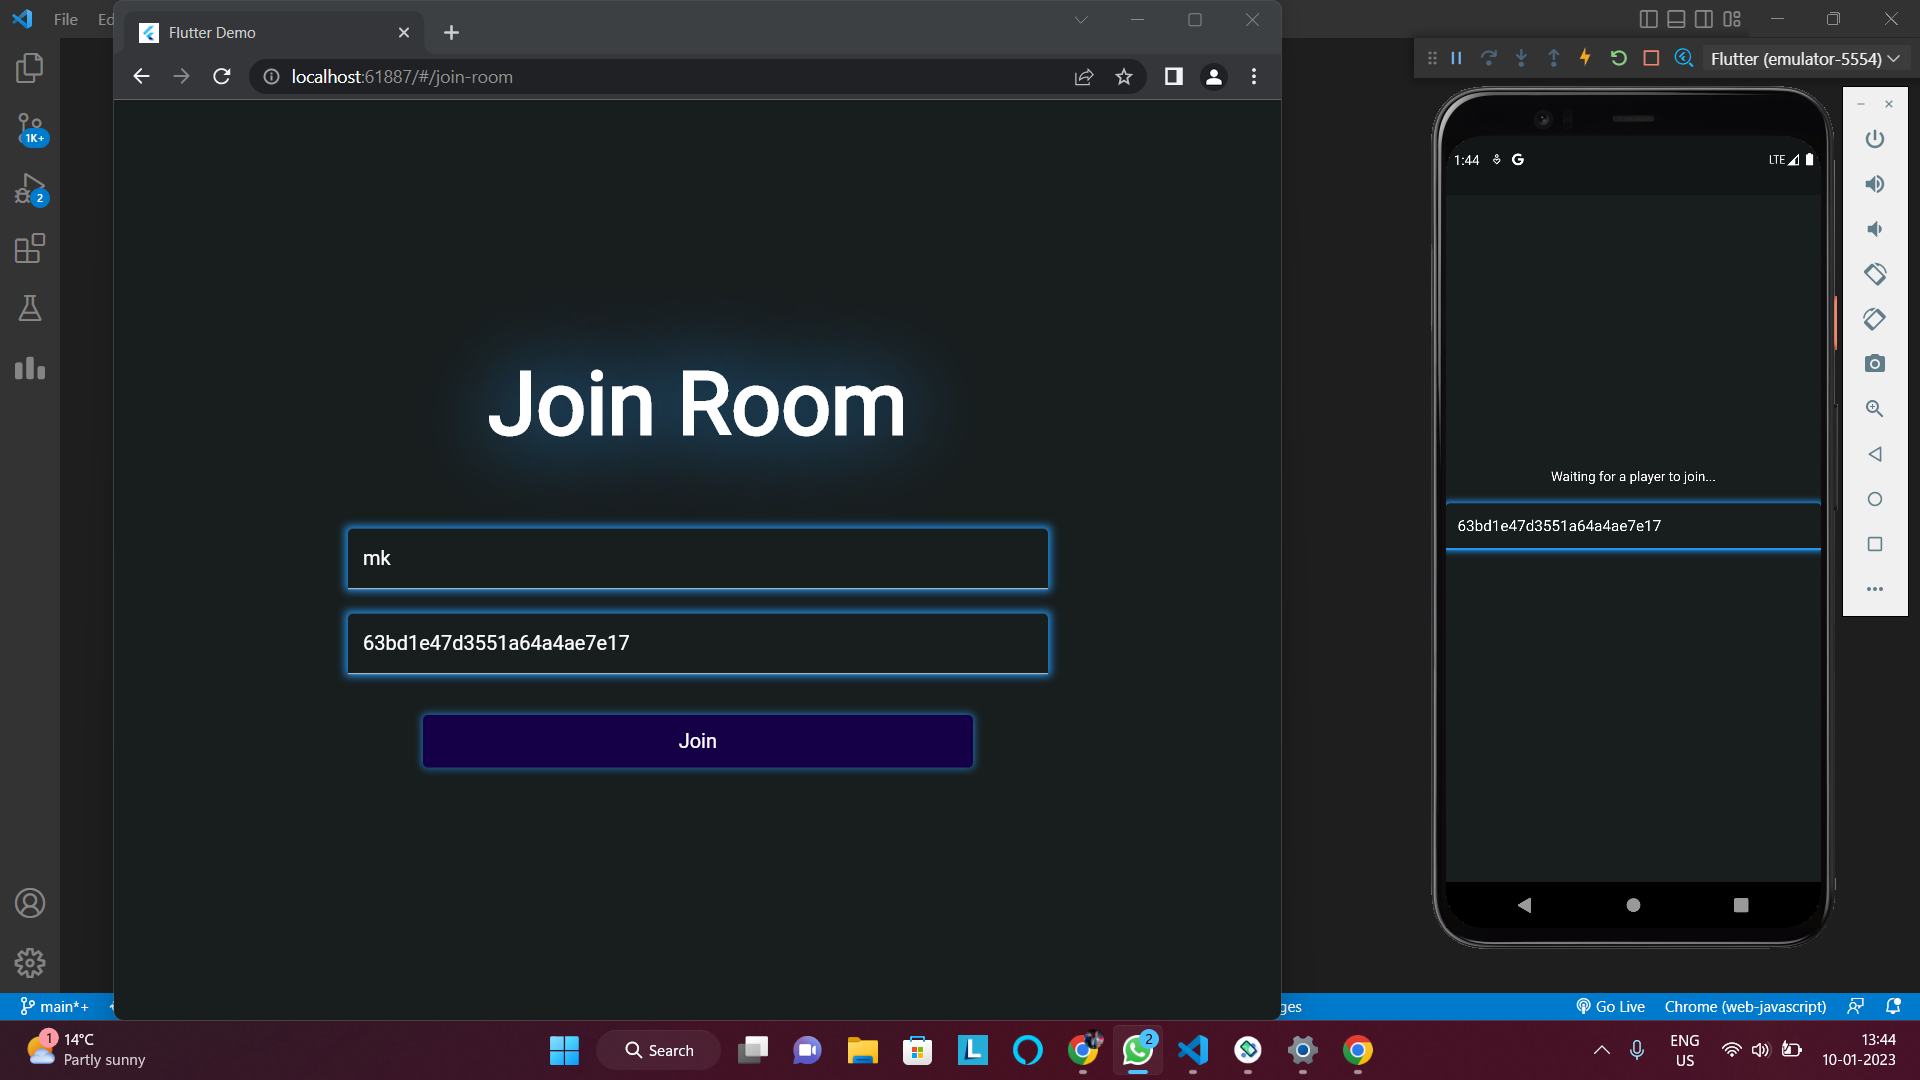 File Ed
Flutter Demo
localhost:61887/#/join-room
Flutter (emulator-5554)
1K+
2
1:44 G LTE
Join Room
mk
63bd1e47d3551a64a4ae7e17
Join
Waiting for a player to join...
63bd1e47d3551a64a4ae7e17
main*+
ges
Go Live
Chrome (web-javascript)
1
14°C
Partly sunny
Search
L
2
ENG
US
13:44
10-01-2023